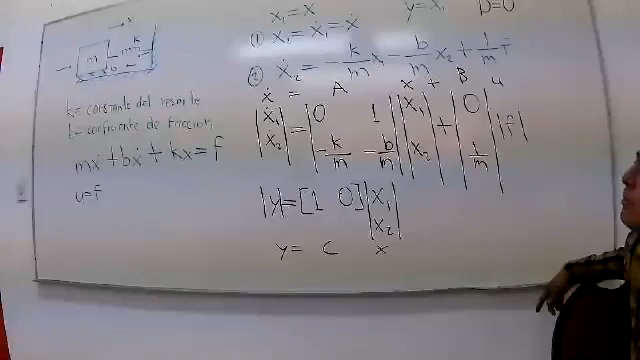 x
m
k
b
k = constante del resorte
b = coeficiente de friccion
mẍ + bẋ + kx = f
u = f
x₁ = x
y = x₁
D = 0
① x₂ = ẋ₁ = ẋ
② ẋ₂ = -k/m x - b/m x₂ + 1/m f
ẋ = A x + B u
|ẋ₁ ẋ₂| = |0 1 -k/m -b/m| |x₁ x₂| + |0 1/m| |f|
|y| = [1 0] |x₁ x₂|
y = C x